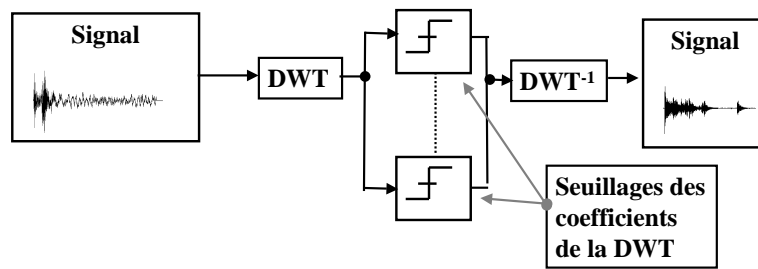 Signal
DWT
DWT-1
Signal
Seuillages des
coefficients
de la DWT